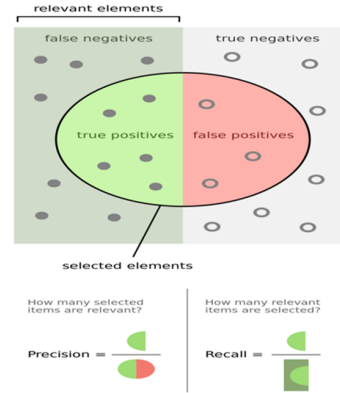 relevant elements
false negatives
true negatives
true positives
false positives
selected elements
How many selected
items are relevant?
Precision =
How many relevant
items are selected?
Recall =